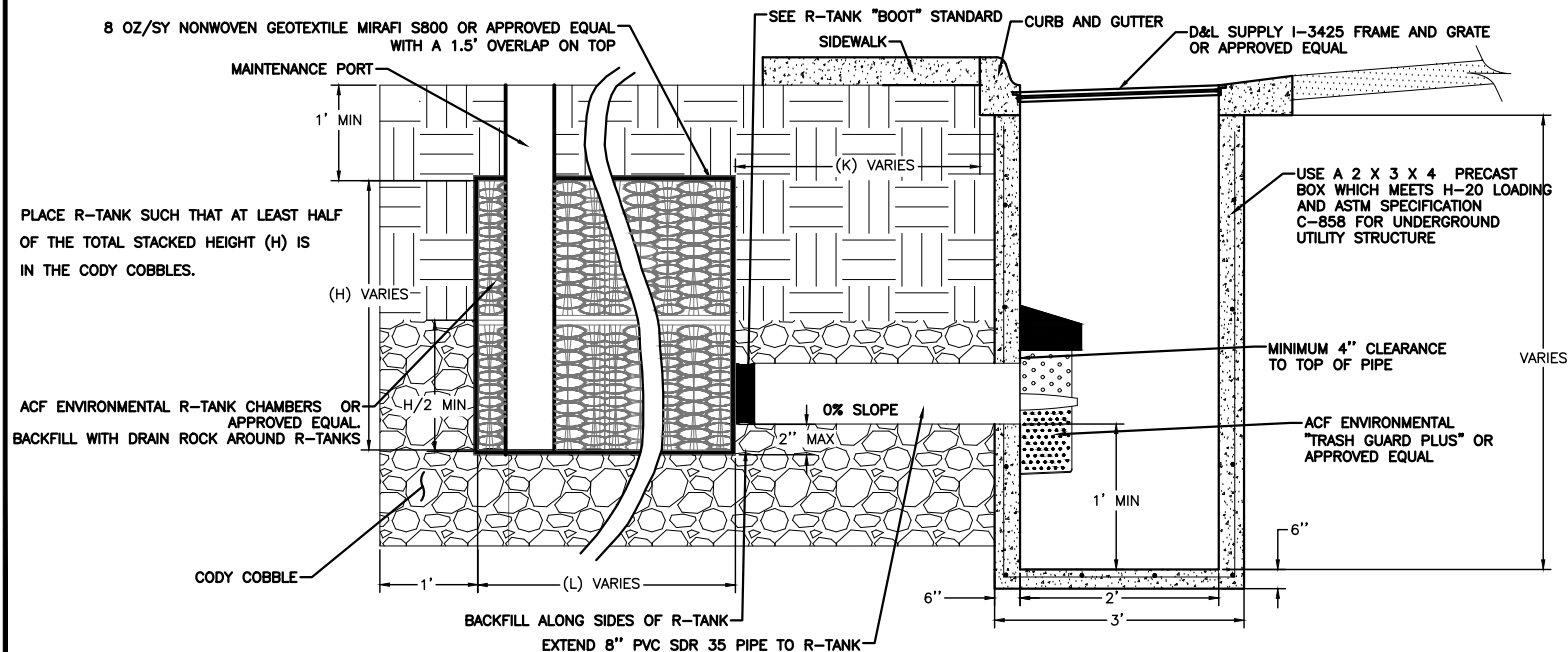 8 OZ/SY NONWOVEN GEOTEXTILE MIRAFI S800 OR APPROVED EQUAL
WITH A 1.5' OVERLAP ON TOP
MAINTENANCE PORT
SEE R-TANK "BOOT" STANDARD
SIDEWALK
CURB AND GUTTER
D&L SUPPLY I-3425 FRAME AND GRATE
OR APPROVED EQUAL
1' MIN
(K) VARIES
USE A 2 X 3 X 4 PRECAST
BOX WHICH MEETS H-20 LOADING
AND ASTM SPECIFICATION
C-858 FOR UNDERGROUND
UTILITY STRUCTURE
PLACE R-TANK SUCH THAT AT LEAST HALF
OF THE TOTAL STACKED HEIGHT (H) IS
IN THE CODY COBBLES.
(H) VARIES
MINIMUM 4" CLEARANCE
TO TOP OF PIPE
VARIES
ACF ENVIRONMENTAL R-TANK CHAMBERS OR
APPROVED EQUAL.
BACKFILL WITH DRAIN ROCK AROUND R-TANKS
H/2 MIN
0% SLOPE
2" MAX
ACF ENVIRONMENTAL
"TRASH GUARD PLUS" OR
APPROVED EQUAL
1' MIN
6"
CODY COBBLE
1'
(L) VARIES
6"
2'
3'
BACKFILL ALONG SIDES OF R-TANK
EXTEND 8" PVC SDR 35 PIPE TO R-TANK